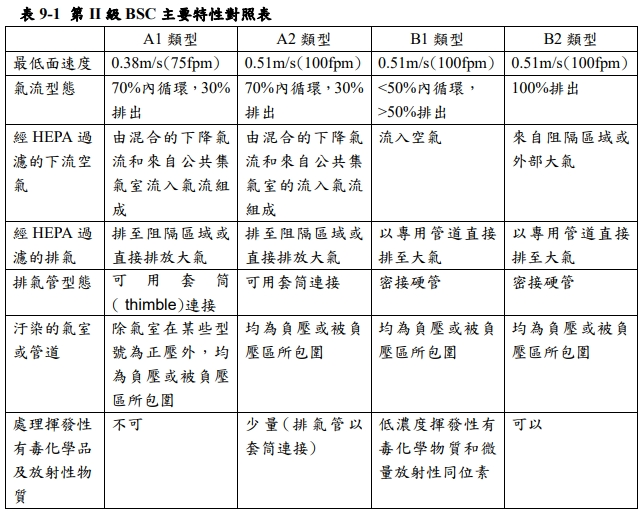 表 9-1 第 II 級 BSC 主要特性對照表
A1 類型 A2 類型 B1 類型 B2 類型
最低面速度 0.38m/s(75fpm) 0.51m/s(100fpm) 0.51m/s(100fpm) 0.51m/s(100fpm)
氣流型態 70%內循環，30% 70%內循環，30% <50%內循環， 100%排出
排出 排出 >50%排出
經 HEPA 過 由混合的下降氣 由混合的下降氣 流入空氣 來自阻隔區域或
濾的下流空 流和來自公共集 流和來自公共集 外部大氣
氣 氣室流入氣流組 氣室的流入氣流
成 組成
經 HEPA 過 排至阻隔區域或 排至阻隔區域或 以專用管道直接 以專用管道直接
濾的排氣 直接排放大氣 直接排放大氣 排至大氣 排至大氣
排氣管型態 可用套筒 可用套筒連接 密接硬管 密接硬管
( thimble)連接
汙染的氣室 除氣室在某些型 均為負壓或被負 均為負壓或被負 均為負壓或被負
或管道 號為正壓外，均 壓區所包圍 壓區所包圍 壓區所包圍
為負壓或被負壓
區所包圍
處理揮發性 不可 少量(排氣管以 低濃度揮發性有 可以
有毒化學品 套筒連接) 毒化學物質和微
及放射性物 量放射性同位素
質